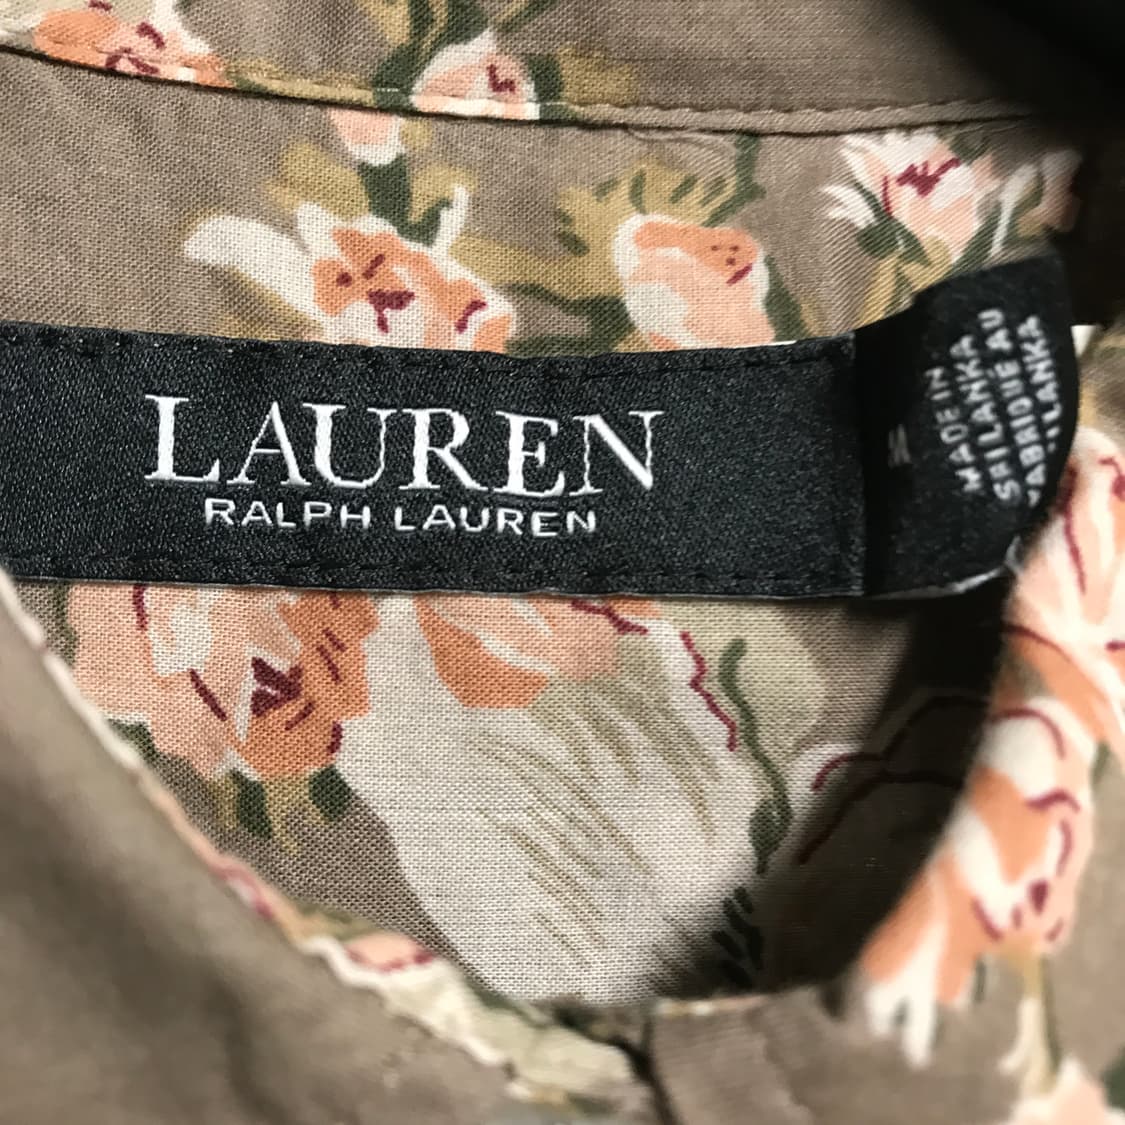 LAUREN
RALPH LAUREN
MADE IN
SRI LANKA
FABRIQUÉ AU
SRI LANKA